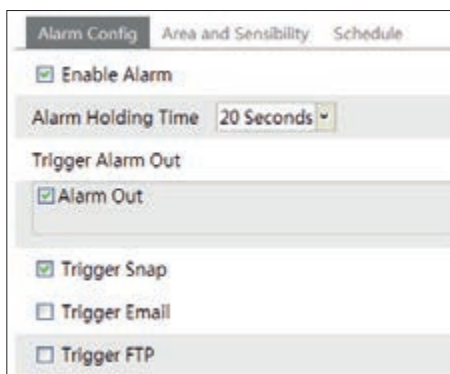 Alarm Config Area and Sensibility Schedule
Enable Alarm
Alarm Holding Time 20 Seconds
Trigger Alarm Out
Alarm Out
Trigger Snap
Trigger Email
Trigger FTP